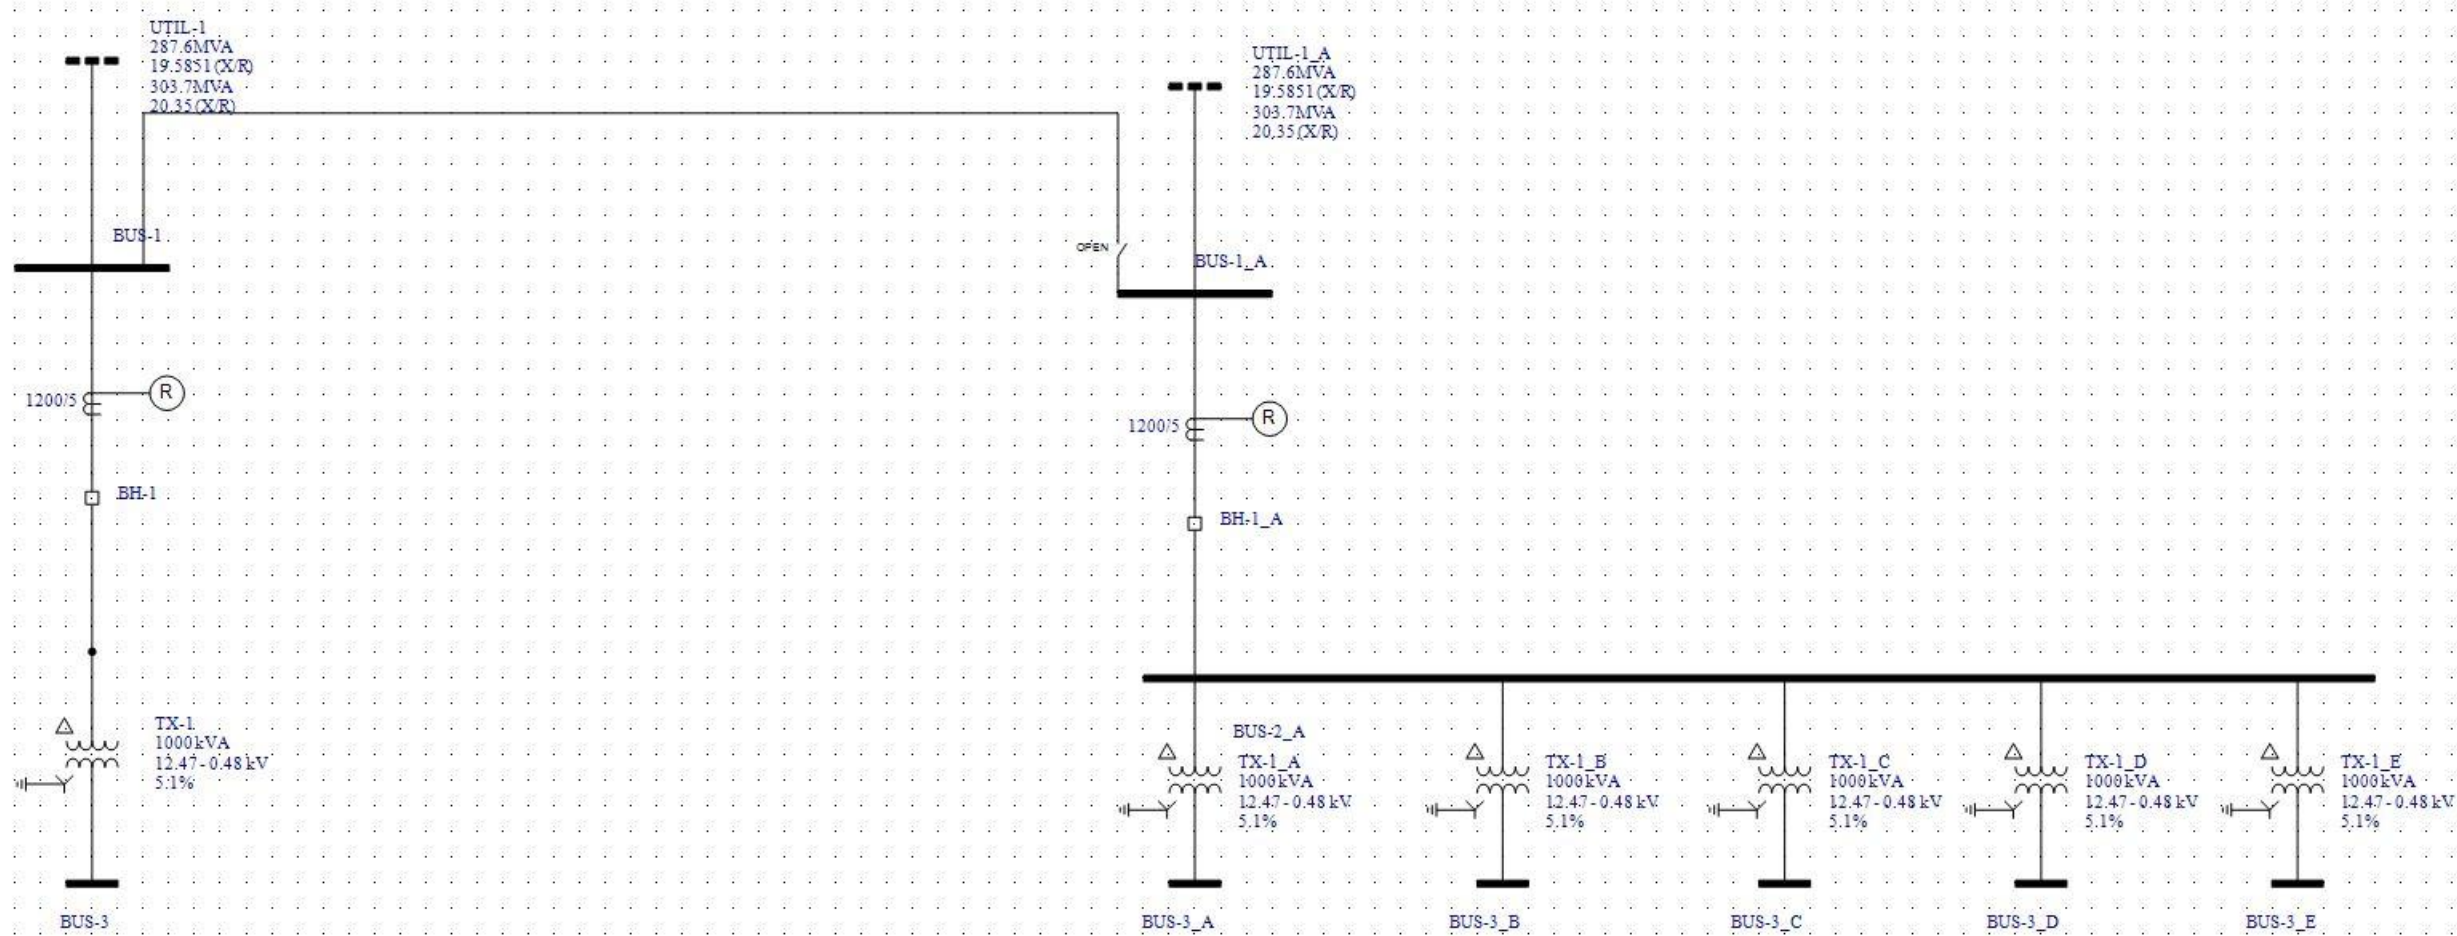 UTIL-1
287.6MVA
19.5851(X/R)
303.7MVA
20.35(X/R)
UTIL-1_A
287.6MVA
19.5851(X/R)
303.7MVA
20.35(X/R)
BUS-1
OPEN
BUS-1_A
1200/5
R
1200/5
R
BH-1
BH-1_A
TX-1
1000kVA
12.47-0.48 kV
5.1%
BUS-2_A
TX-1_A
1000kVA
12.47-0.48 kV
5.1%
TX-1_B
1000kVA
12.47-0.48 kV
5.1%
TX-1_C
1000kVA
12.47-0.48 kV
5.1%
TX-1_D
1000kVA
12.47-0.48 kV
5.1%
TX-1_E
1000kVA
12.47-0.48 kV
5.1%
BUS-3
BUS-3_A
BUS-3_B
BUS-3_C
BUS-3_D
BUS-3_E